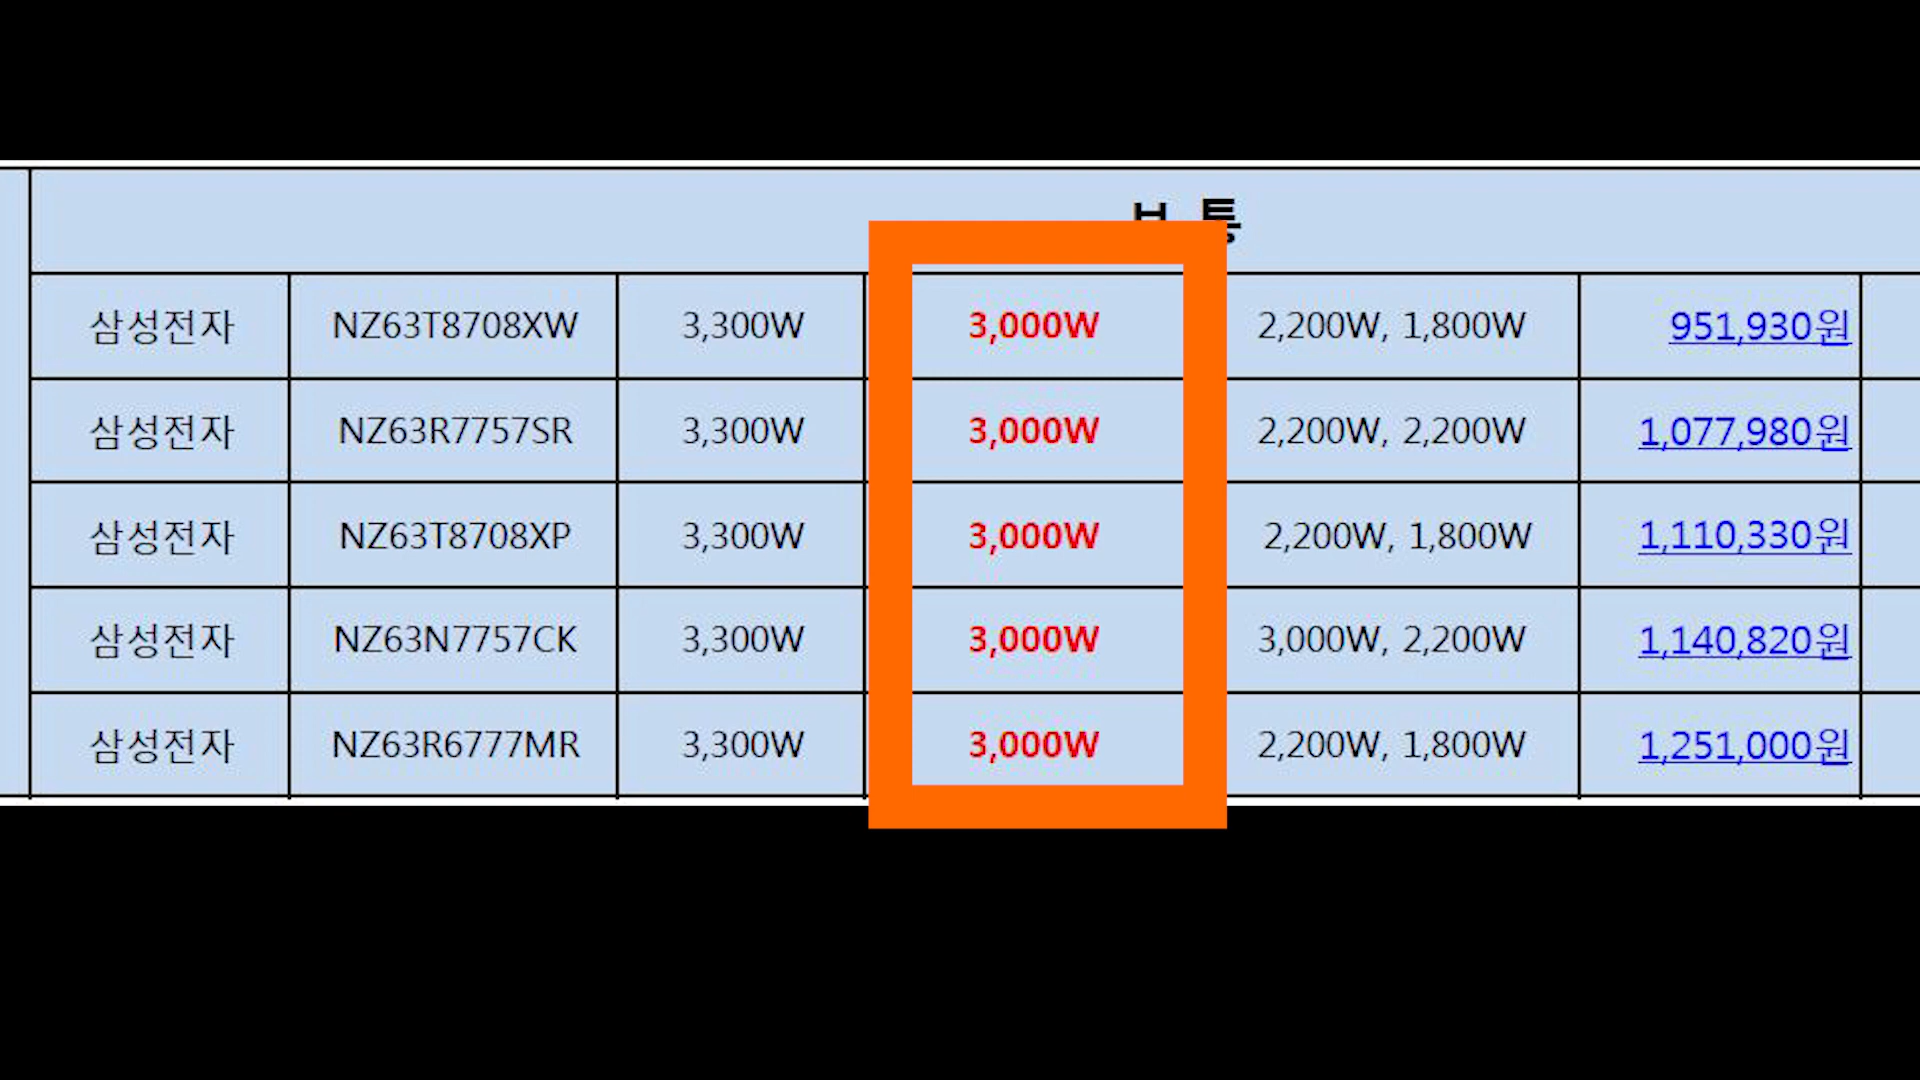 삼성전자 NZ63T8708XW 3,300W 3,000W 2,200W, 1,800W 951,930원
삼성전자 NZ63R7757SR 3,300W 3,000W 2,200W, 2,200W 1,077,980원
삼성전자 NZ63T8708XP 3,300W 3,000W 2,200W, 1,800W 1,110,330원
삼성전자 NZ63N7757CK 3,300W 3,000W 3,000W, 2,200W 1,140,820원
삼성전자 NZ63R6777MR 3,300W 3,000W 2,200W, 1,800W 1,251,000원